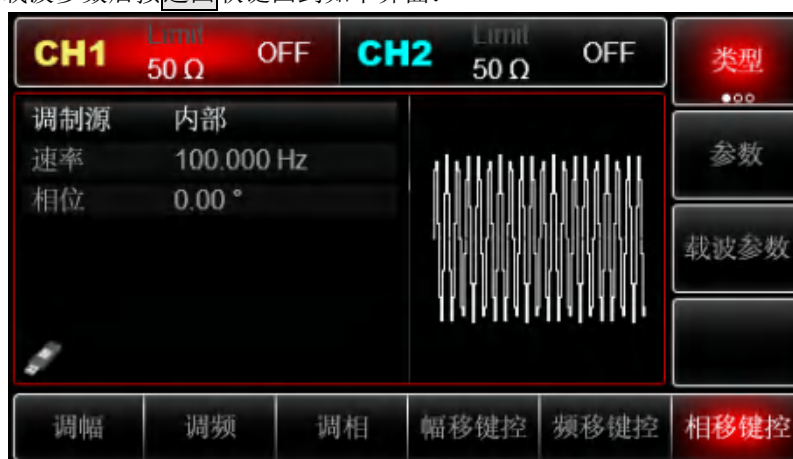 CH1 Limit 50 Ω OFF
CH2 Limit 50 Ω OFF
类型
调制源 内部
速率 100.000 Hz
相位 0.00 °
参数
载波参数
调幅 调频 调相 幅移键控 频移键控 相移键控